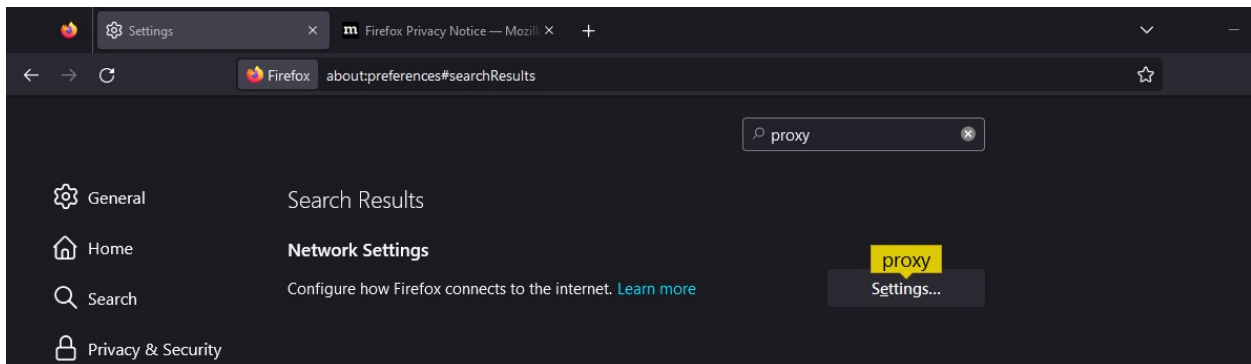 Settings
Firefox Privacy Notice — Mozill
Firefox about:preferences#searchResults
proxy
General
Search Results
Home
Network Settings
proxy
Search
Configure how Firefox connects to the internet. Learn more
Settings...
Privacy & Security